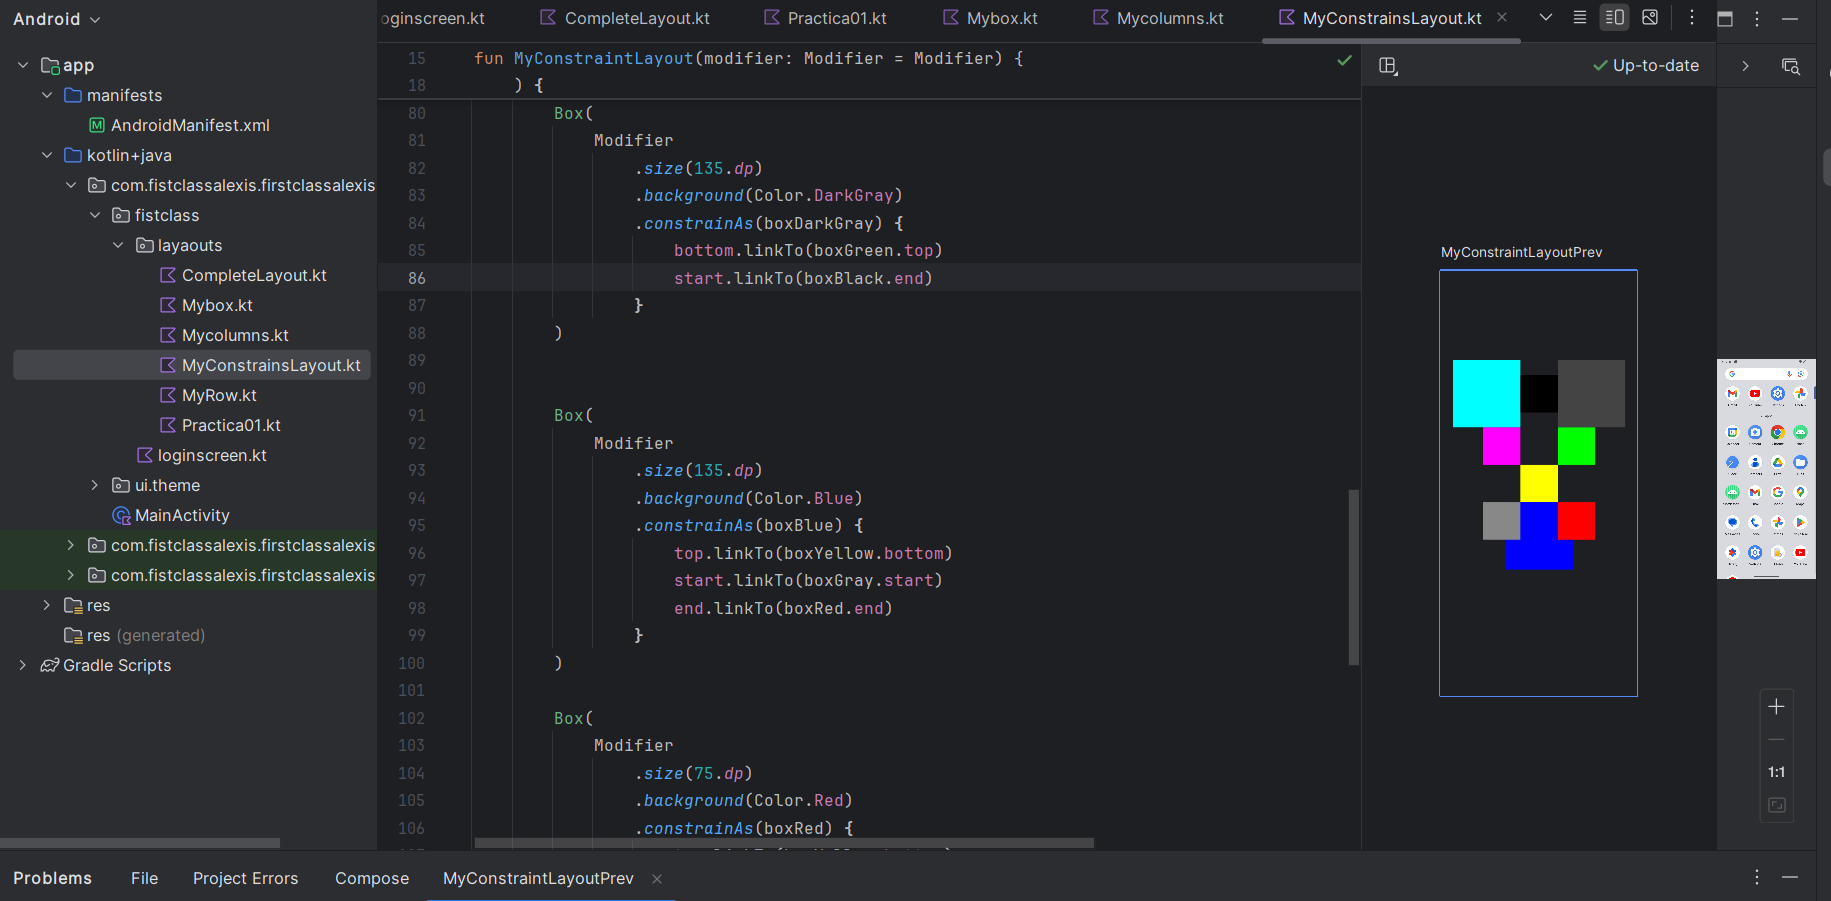 Android
oginscreen.kt
CompleteLayout.kt
Practica01.kt
Mybox.kt
Mycolumns.kt
MyConstrainsLayout.kt
app
manifests
AndroidManifest.xml
kotlin+java
com.fistclassalexis.firstclassalexis
fistclass
layaouts
CompleteLayout.kt
Mybox.kt
Mycolumns.kt
MyConstrainsLayout.kt
MyRow.kt
Practica01.kt
loginscreen.kt
ui.theme
MainActivity
com.fistclassalexis.firstclassalexis
com.fistclassalexis.firstclassalexis
res
res (generated)
Gradle Scripts
15 fun MyConstraintLayout(modifier: Modifier = Modifier) {
18 ) {
80 Box(
81 Modifier
82 .size(135.dp)
83 .background(Color.DarkGray)
84 .constrainAs(boxDarkGray) {
85 bottom.linkTo(boxGreen.top)
86 start.linkTo(boxBlack.end)
87 }
88 )
89
90
91 Box(
92 Modifier
93 .size(135.dp)
94 .background(Color.Blue)
95 .constrainAs(boxBlue) {
96 top.linkTo(boxYellow.bottom)
97 start.linkTo(boxGray.start)
98 end.linkTo(boxRed.end)
99 }
100 )
101
102 Box(
103 Modifier
104 .size(75.dp)
105 .background(Color.Red)
106 .constrainAs(boxRed) {
Up-to-date
MyConstraintLayoutPrev
1:1
Problems
File
Project Errors
Compose
MyConstraintLayoutPrev